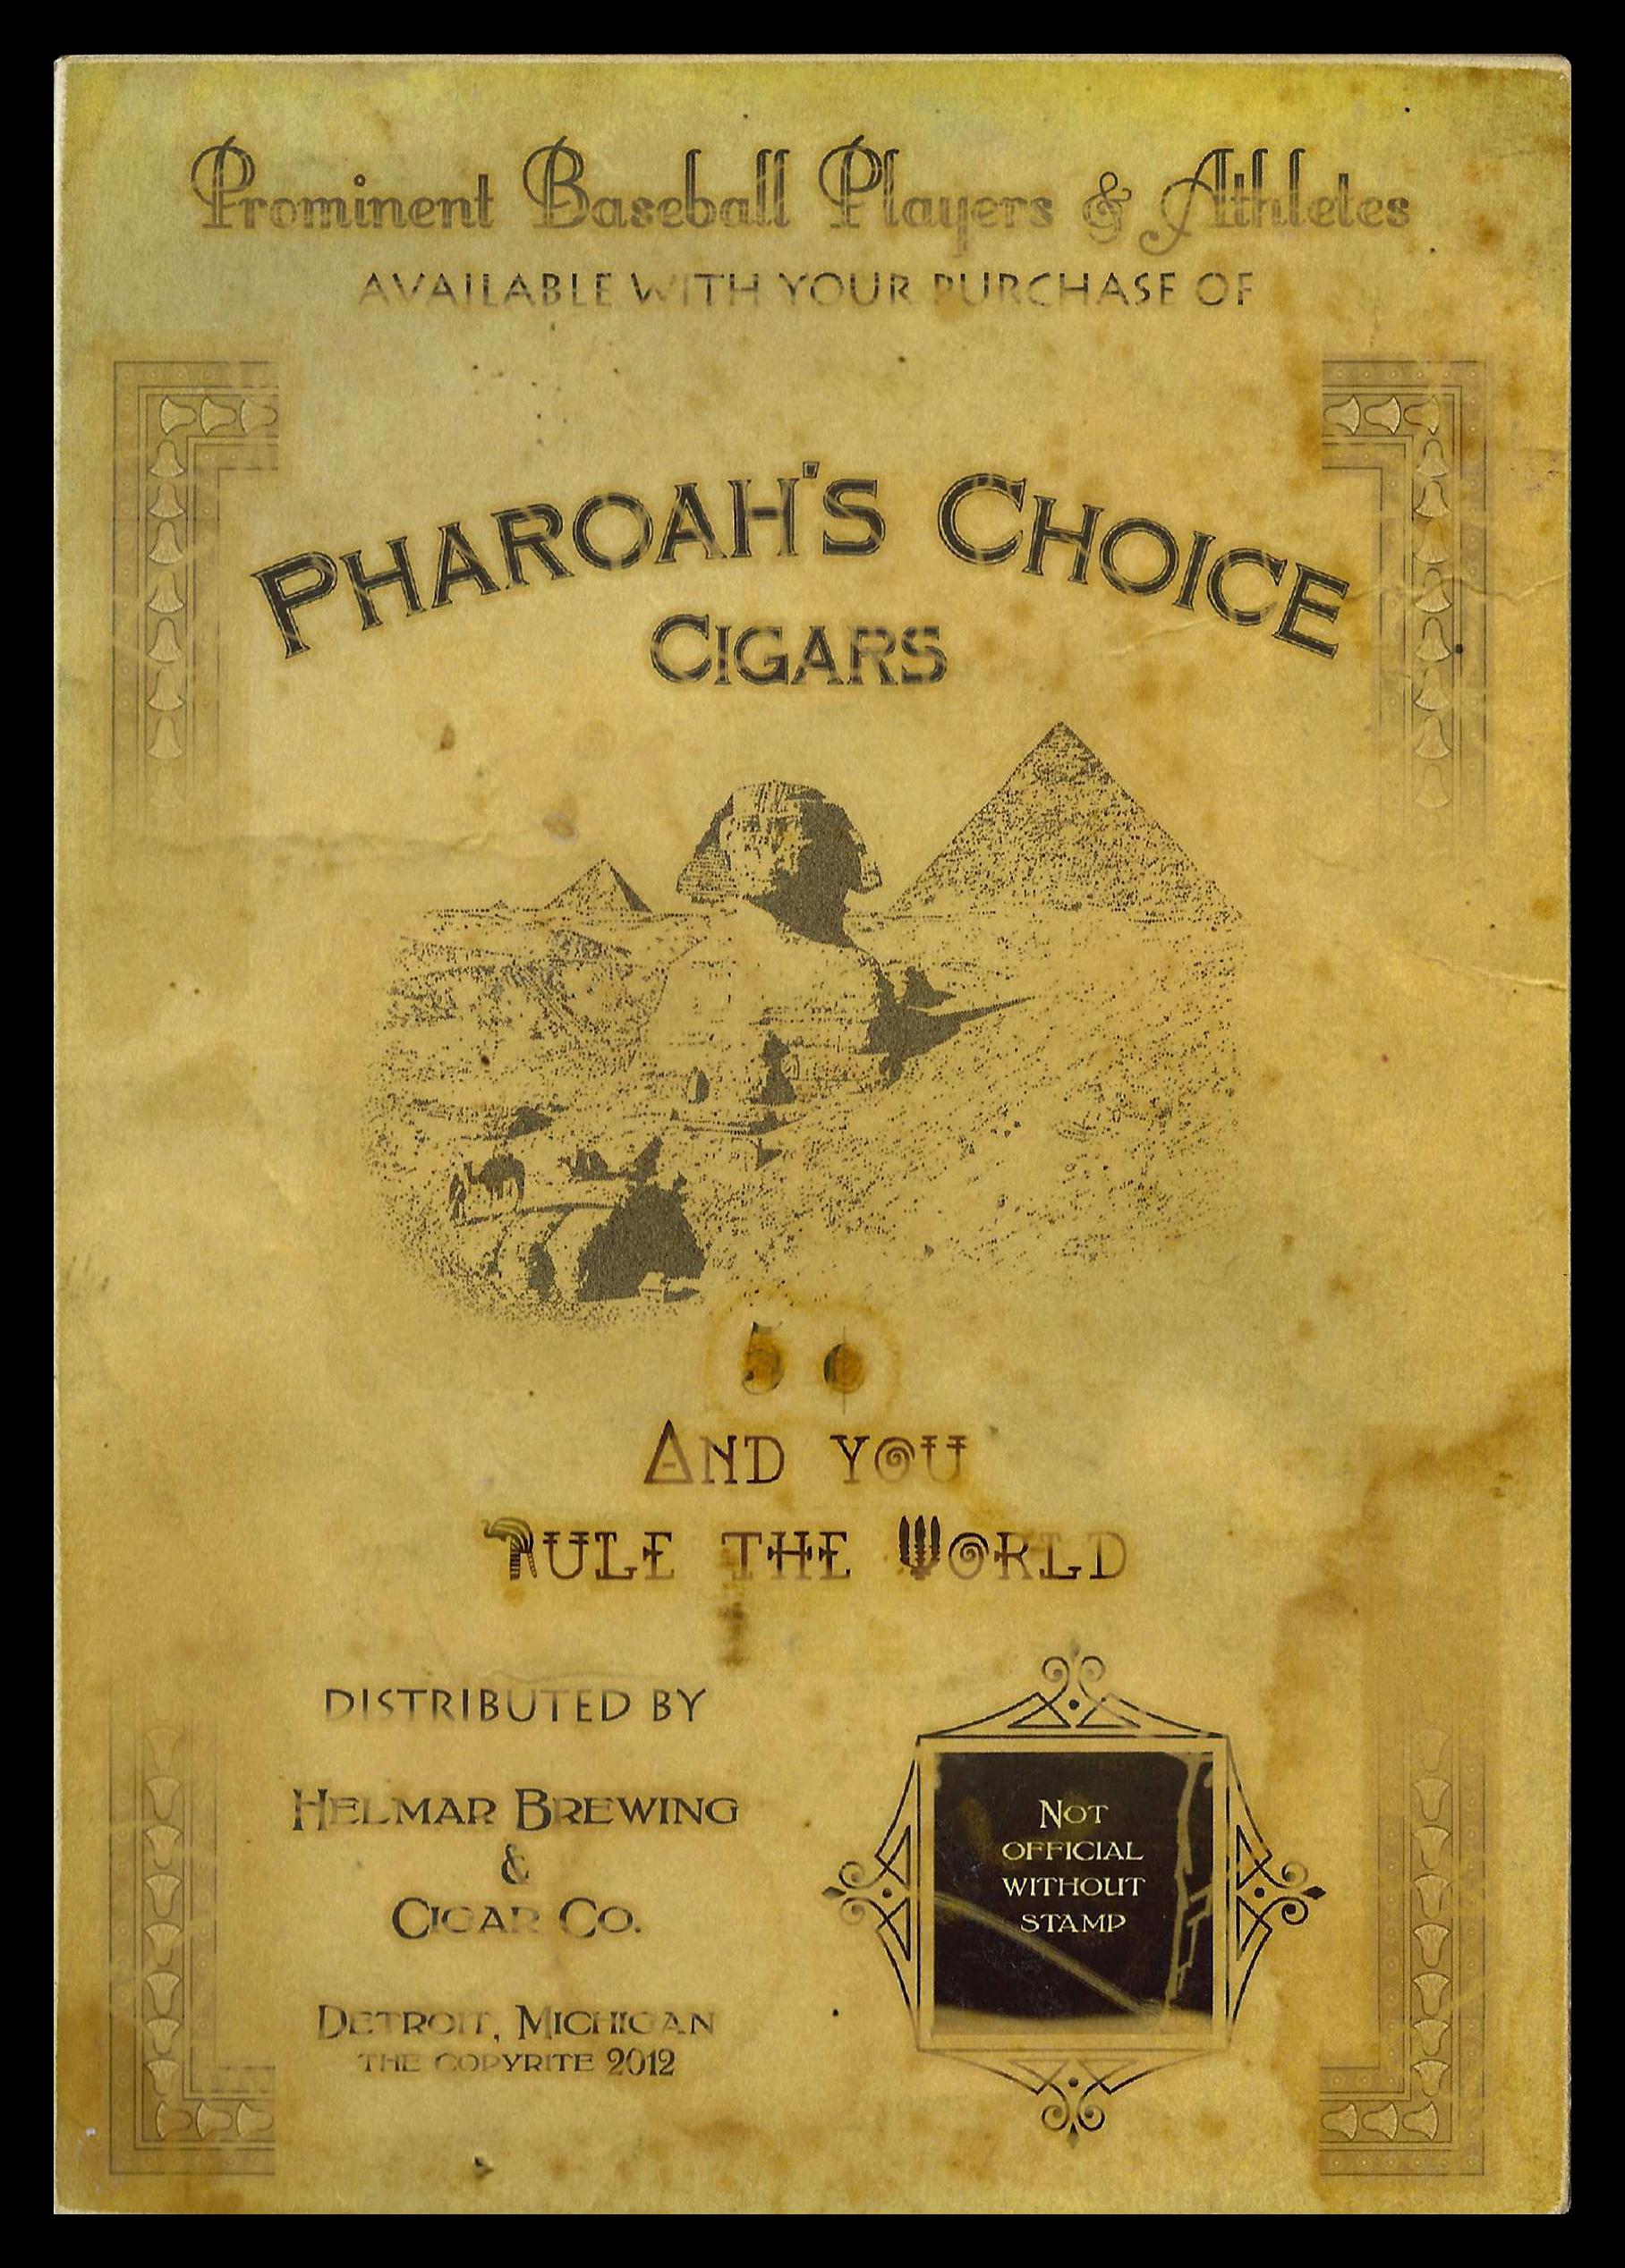 Prominent Baseball Players & Athletes
AVAILABLE WITH YOUR PURCHASE OF
PHAROAH'S CHOICE
CIGARS
5 ¢
AND YOU
RULE THE WORLD
DISTRIBUTED BY
HELMAR BREWING
&
CIGAR CO.
DETROIT, MICHIGAN
THE COPYRITE 2012
NOT
OFFICIAL
WITHOUT
STAMP